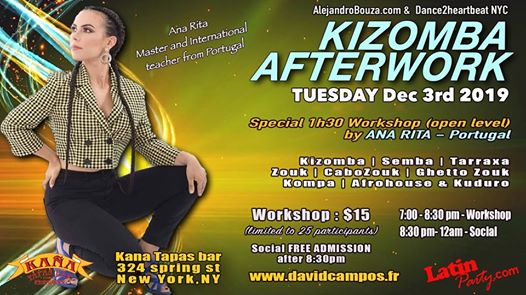 AlejandroBouza.com & Dance2heartbeat NYC
KIZOMBA
AFTERWORK
TUESDAY Dec 3rd 2019
Ana Rita
Master and International
teacher from Portugal
Special 1h30 Workshop (open level)
by ANA RITA – Portugal
Kizomba | Semba | Tarraxa
Zouk | CaboZouk | Ghetto Zouk
Kompa | Afrohouse & Kuduro
Workshop : $15
(limited to 25 participants)
7:00 - 8:30 pm - Workshop
8:30 pm- 12am - Social
Social FREE ADMISSION
after 8:30pm
www.davidcampos.fr
KAÑA
Kana Tapas bar
324 spring st
New York.NY
Latin
Party.com